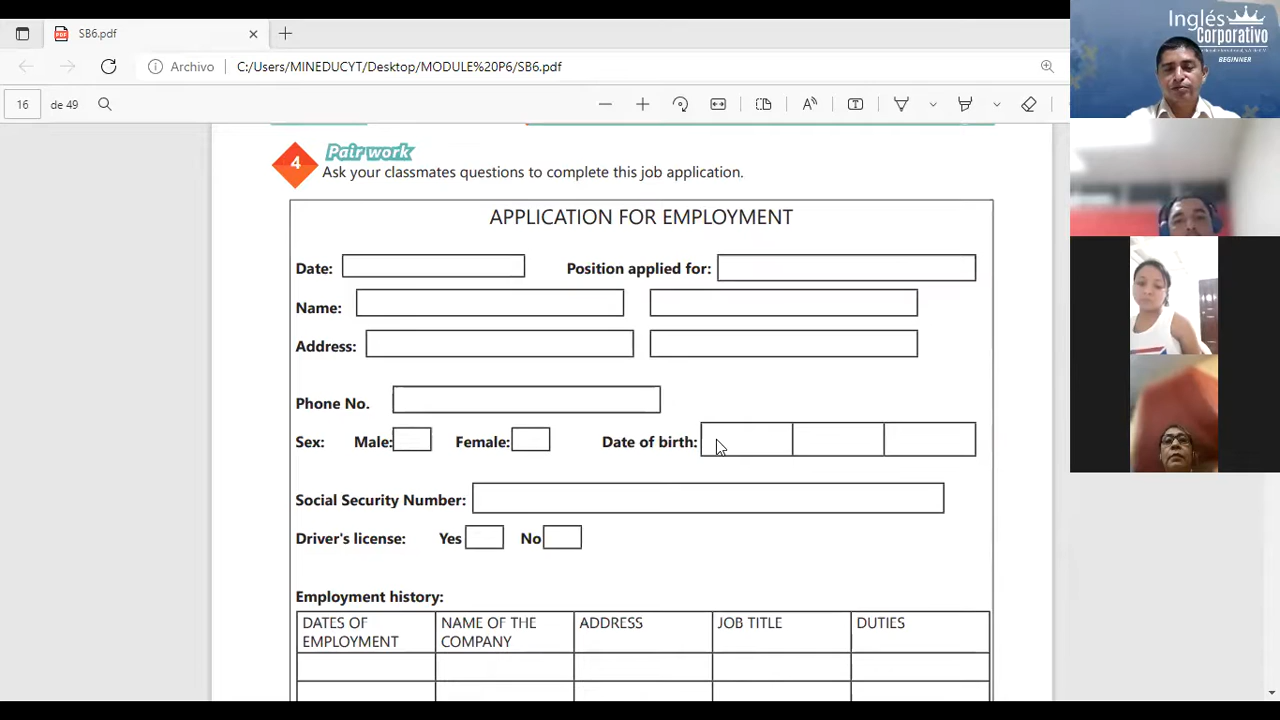 SB6.pdf
Archivo
C:/Users/MINEDUCYT/Desktop/MODULE%20P6/SB6.pdf
16
de 49
4
Pair work
Ask your classmates questions to complete this job application.
APPLICATION FOR EMPLOYMENT
Date:
Position applied for:
Name:
Address:
Phone No.
Sex: Male: Female: Date of birth:
Social Security Number:
Driver's license: Yes No
Employment history:
DATES OF EMPLOYMENT
NAME OF THE COMPANY
ADDRESS
JOB TITLE
DUTIES
Inglés
Corporativo
BEGINNER